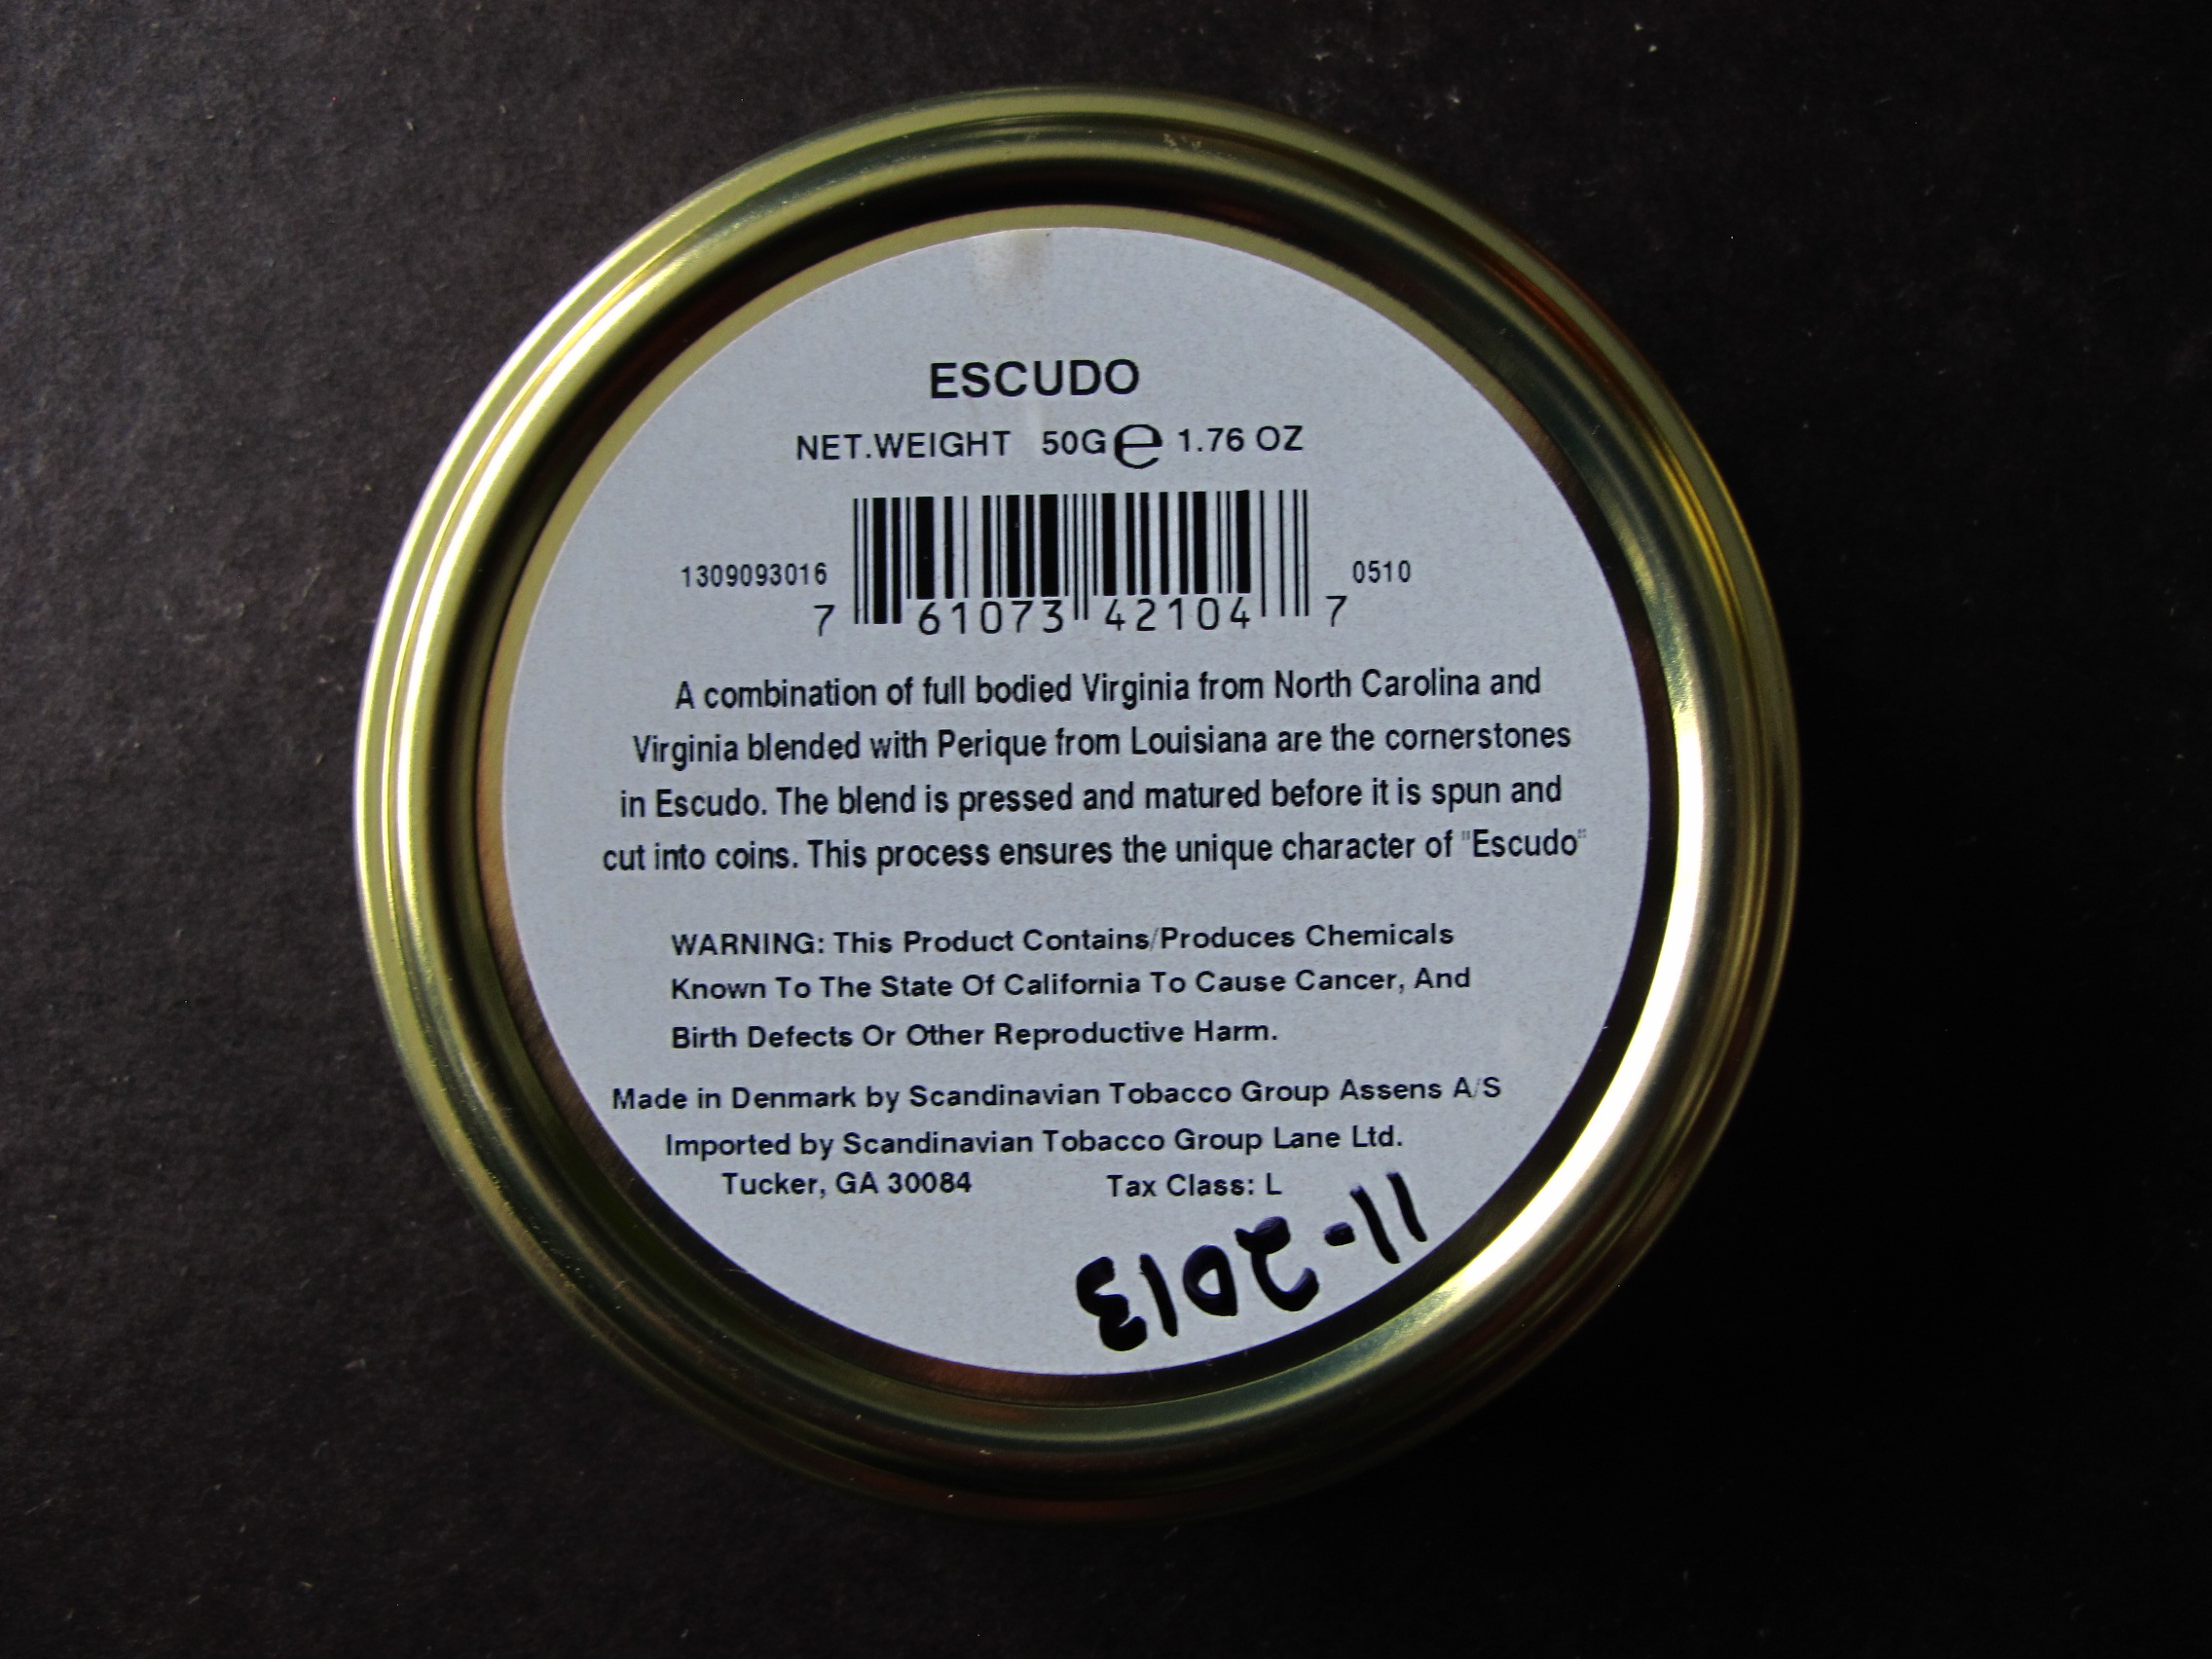 ESCUDO
NET.WEIGHT 50G℮ 1.76 OZ
1309093016 0510
7 61073 42104 7
A combination of full bodied Virginia from North Carolina and
Virginia blended with Perique from Louisiana are the cornerstones
in Escudo. The blend is pressed and matured before it is spun and
cut into coins. This process ensures the unique character of "Escudo"
WARNING: This Product Contains/Produces Chemicals
Known To The State Of California To Cause Cancer, And
Birth Defects Or Other Reproductive Harm.
Made in Denmark by Scandinavian Tobacco Group Assens A/S
Imported by Scandinavian Tobacco Group Lane Ltd.
Tucker, GA 30084 Tax Class: L
11-2013